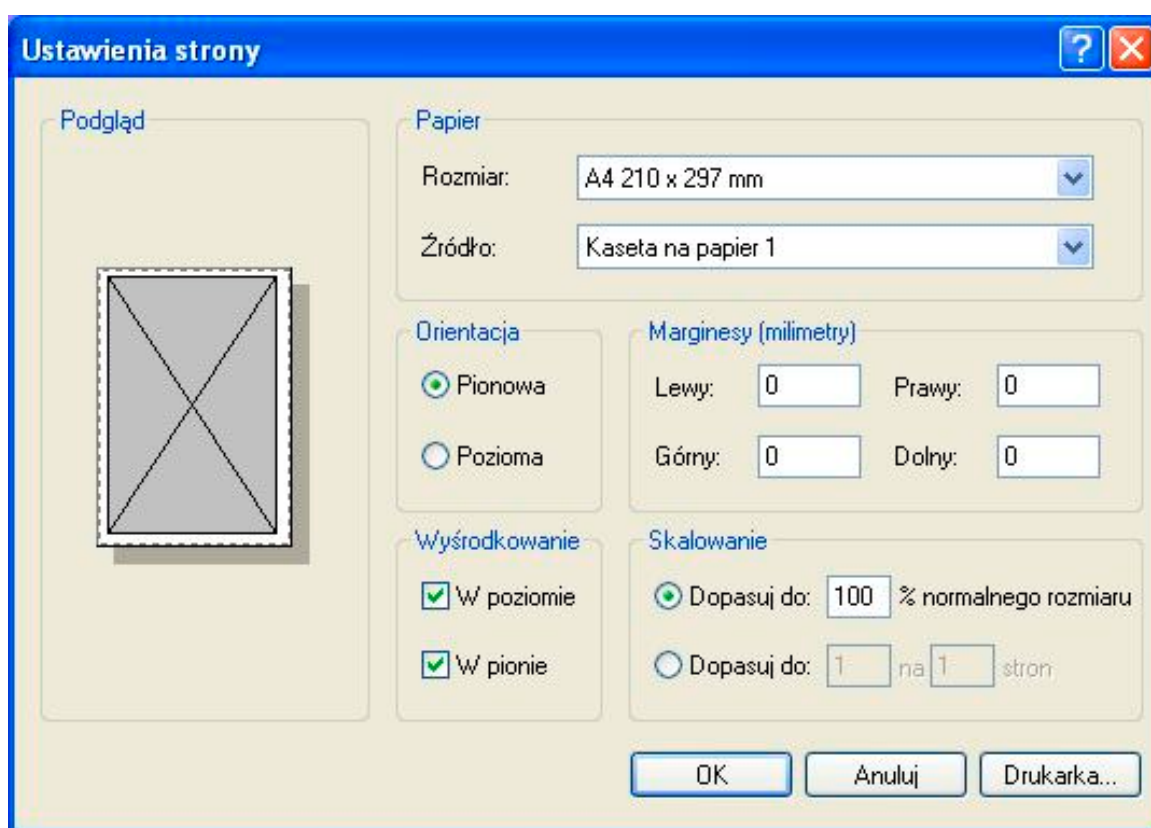 Ustawienia strony
Podgląd
Papier
Rozmiar: A4 210 x 297 mm
Źródło: Kaseta na papier 1
Orientacja
Pionowa
Pozioma
Marginesy (milimetry)
Lewy: 0 Prawy: 0
Górny: 0 Dolny: 0
Wyśrodkowanie
W poziomie
W pionie
Skalowanie
Dopasuj do: 100 % normalnego rozmiaru
Dopasuj do: 1 na 1 stron
OK Anuluj Drukarka...